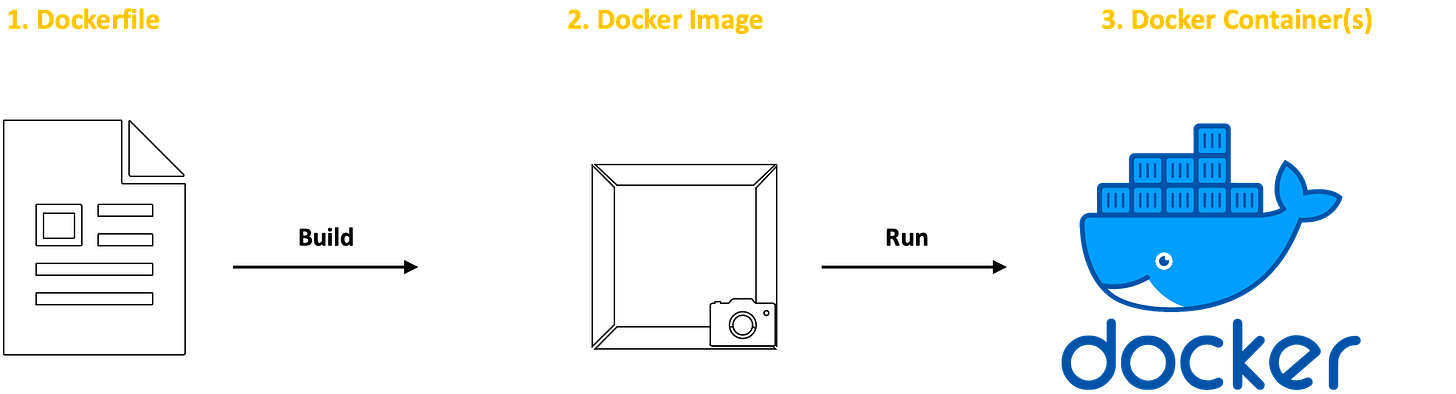 1. Dockerfile
2. Docker Image
3. Docker Container(s)
Build
Run
docker